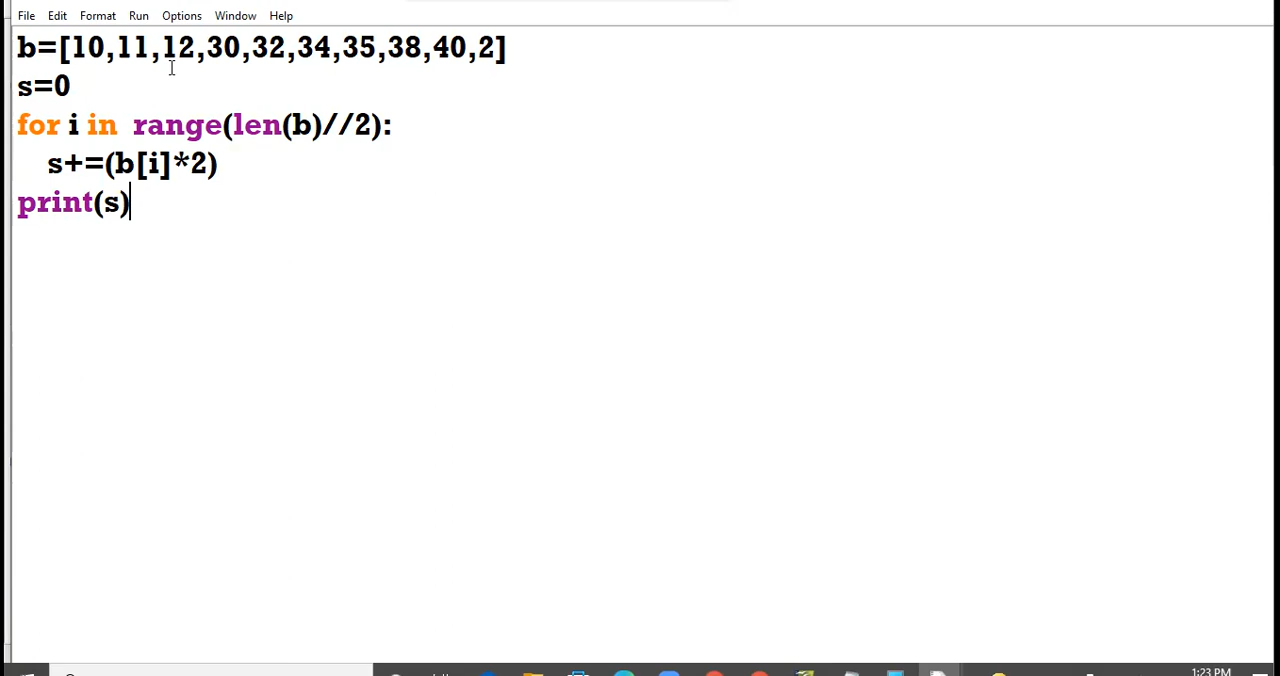 File Edit Format Run Options Window Help
b=[10,11,12,30,32,34,35,38,40,2]
s=0
for i in  range(len(b)//2):
    s+=(b[i]*2)
print(s)
1:23 PM